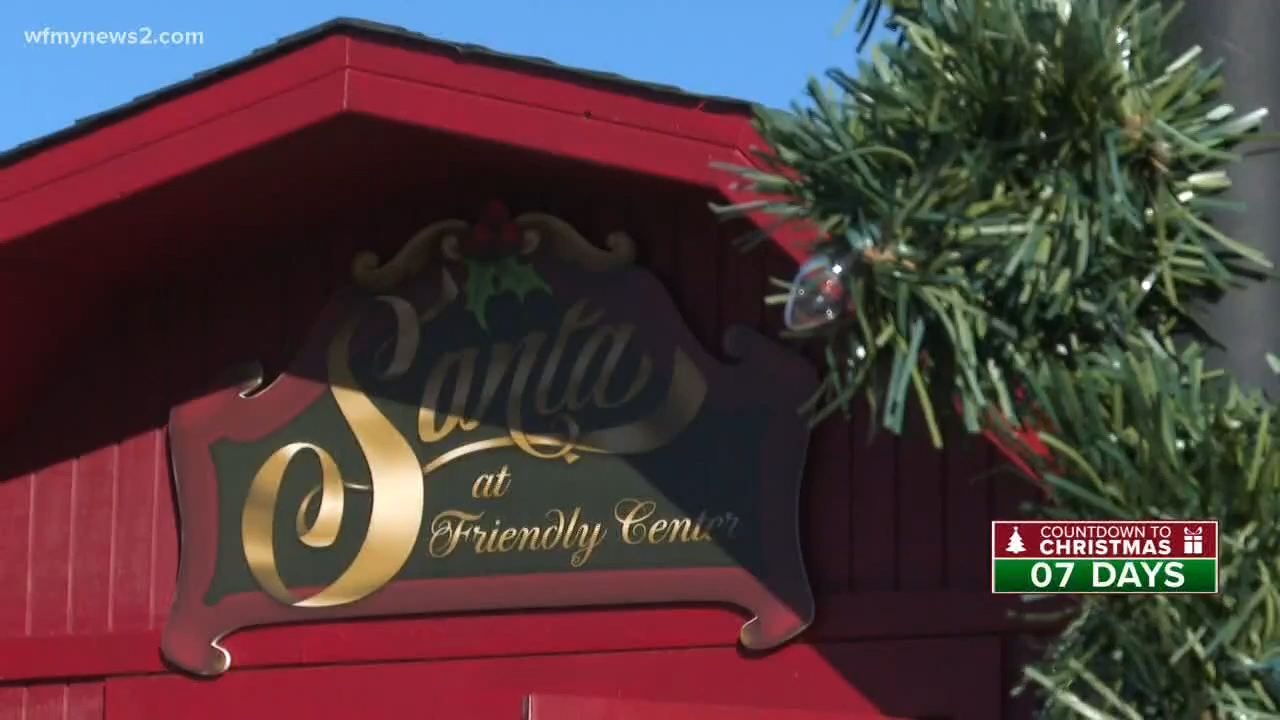 wfmynews2.com
Santa
at
Friendly Center
COUNTDOWN TO
CHRISTMAS
07 DAYS